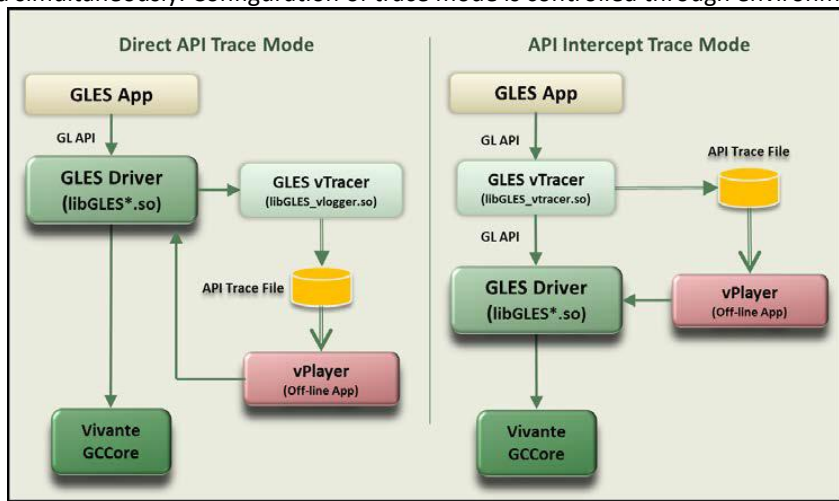 Direct API Trace Mode
GLES App
GL API
GLES Driver
(libGLES*.so)
GLES vTracer
(libGLES_vlogger.so)
API Trace File
vPlayer
(Off-line App)
Vivante
GCCore
API Intercept Trace Mode
GLES App
GL API
GLES vTracer
(libGLES_vtracer.so)
API Trace File
GL API
GLES Driver
(libGLES*.so)
vPlayer
(Off-line App)
Vivante
GCCore